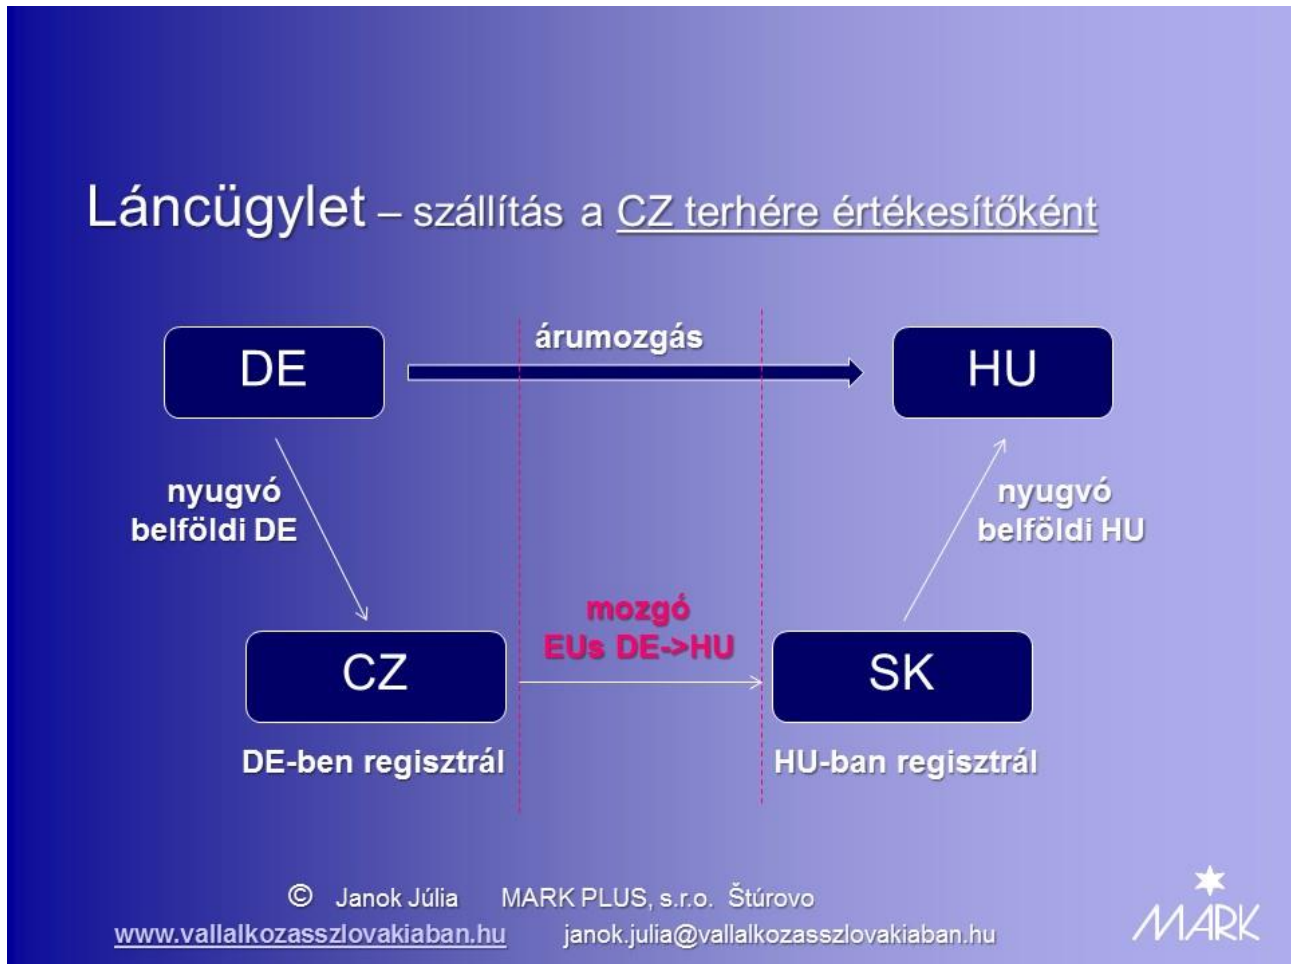 Láncügylet – szállítás a CZ terhére értékesítőként
árumozgás
DE
HU
nyugvó
belföldi DE
nyugvó
belföldi HU
mozgó
EUs DE->HU
CZ
SK
DE-ben regisztrál
HU-ban regisztrál
© Janok Júlia MARK PLUS, s.r.o. Štúrovo
www.vallalkozasszlovakiaban.hu janok.julia@vallalkozasszlovakiaban.hu
MARK